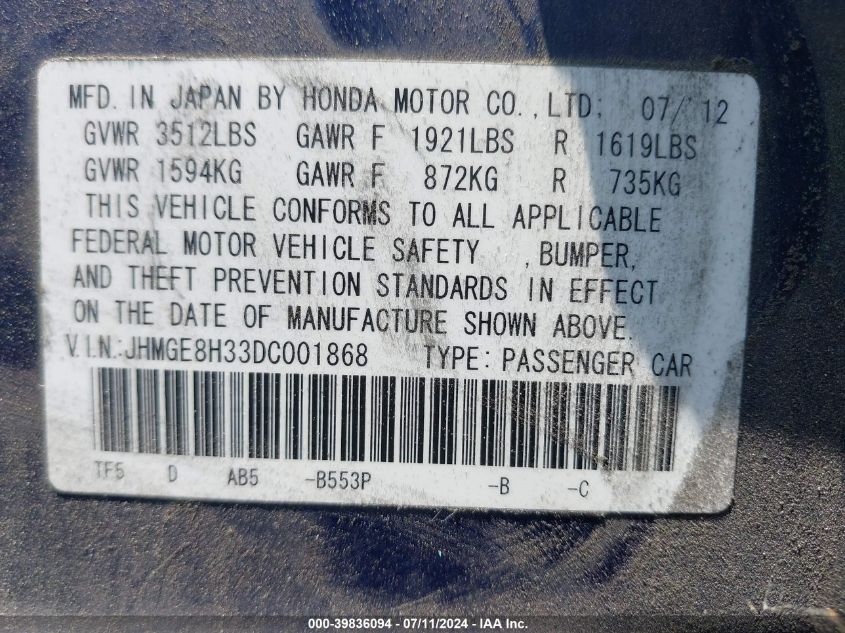 MFD. IN JAPAN BY HONDA MOTOR CO., LTD. 07/ 12
GVWR 3512LBS GAWR F 1921LBS R 1619LBS
GVWR 1594KG GAWR F 872KG R 735KG
THIS VEHICLE CONFORMS TO ALL APPLICABLE
FEDERAL MOTOR VEHICLE SAFETY , BUMPER,
AND THEFT PREVENTION STANDARDS IN EFFECT
ON THE DATE OF MANUFACTURE SHOWN ABOVE.
V.I.N.:JHMGE8H33DC001868 TYPE: PASSENGER CAR
TF5 D AB5 -B553P -B -C
000-39836094 - 07/11/2024 - IAA Inc.